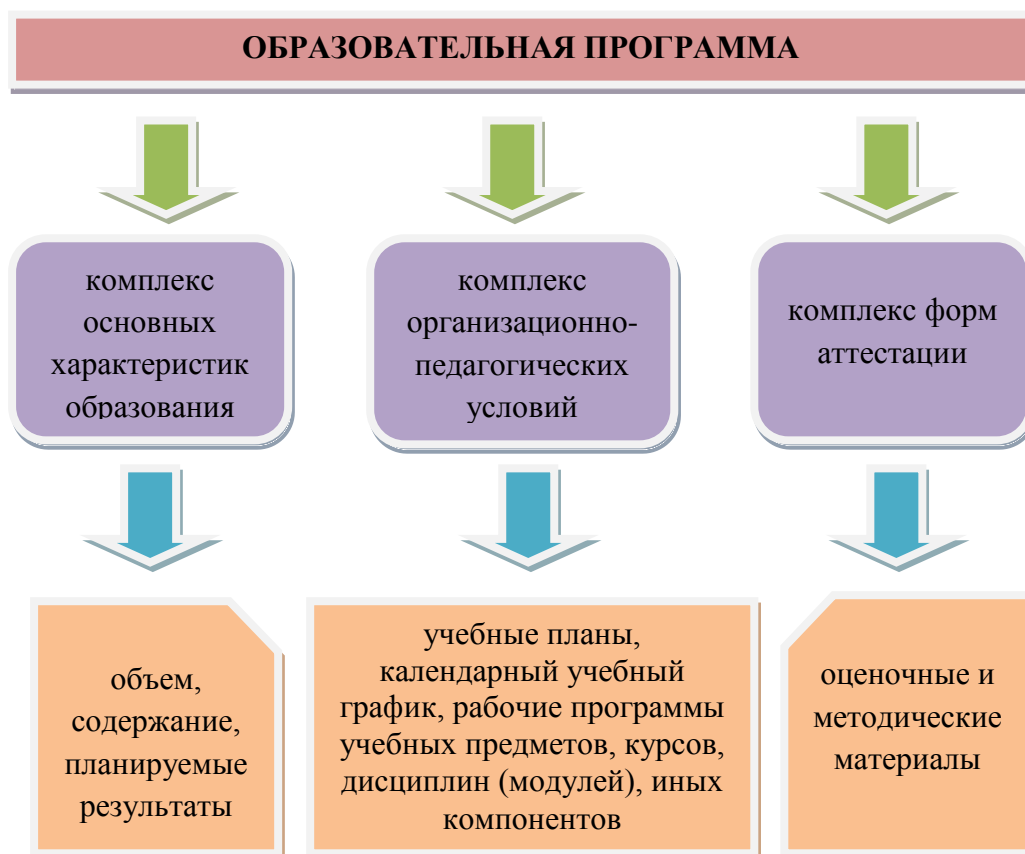 ОБРАЗОВАТЕЛЬНАЯ ПРОГРАММА
комплекс
основных
характеристик
образования
комплекс
организационно-
педагогических
условий
комплекс форм
аттестации
объем,
содержание,
планируемые
результаты
учебные планы,
календарный учебный
график, рабочие программы
учебных предметов, курсов,
дисциплин (модулей), иных
компонентов
оценочные и
методические
материалы